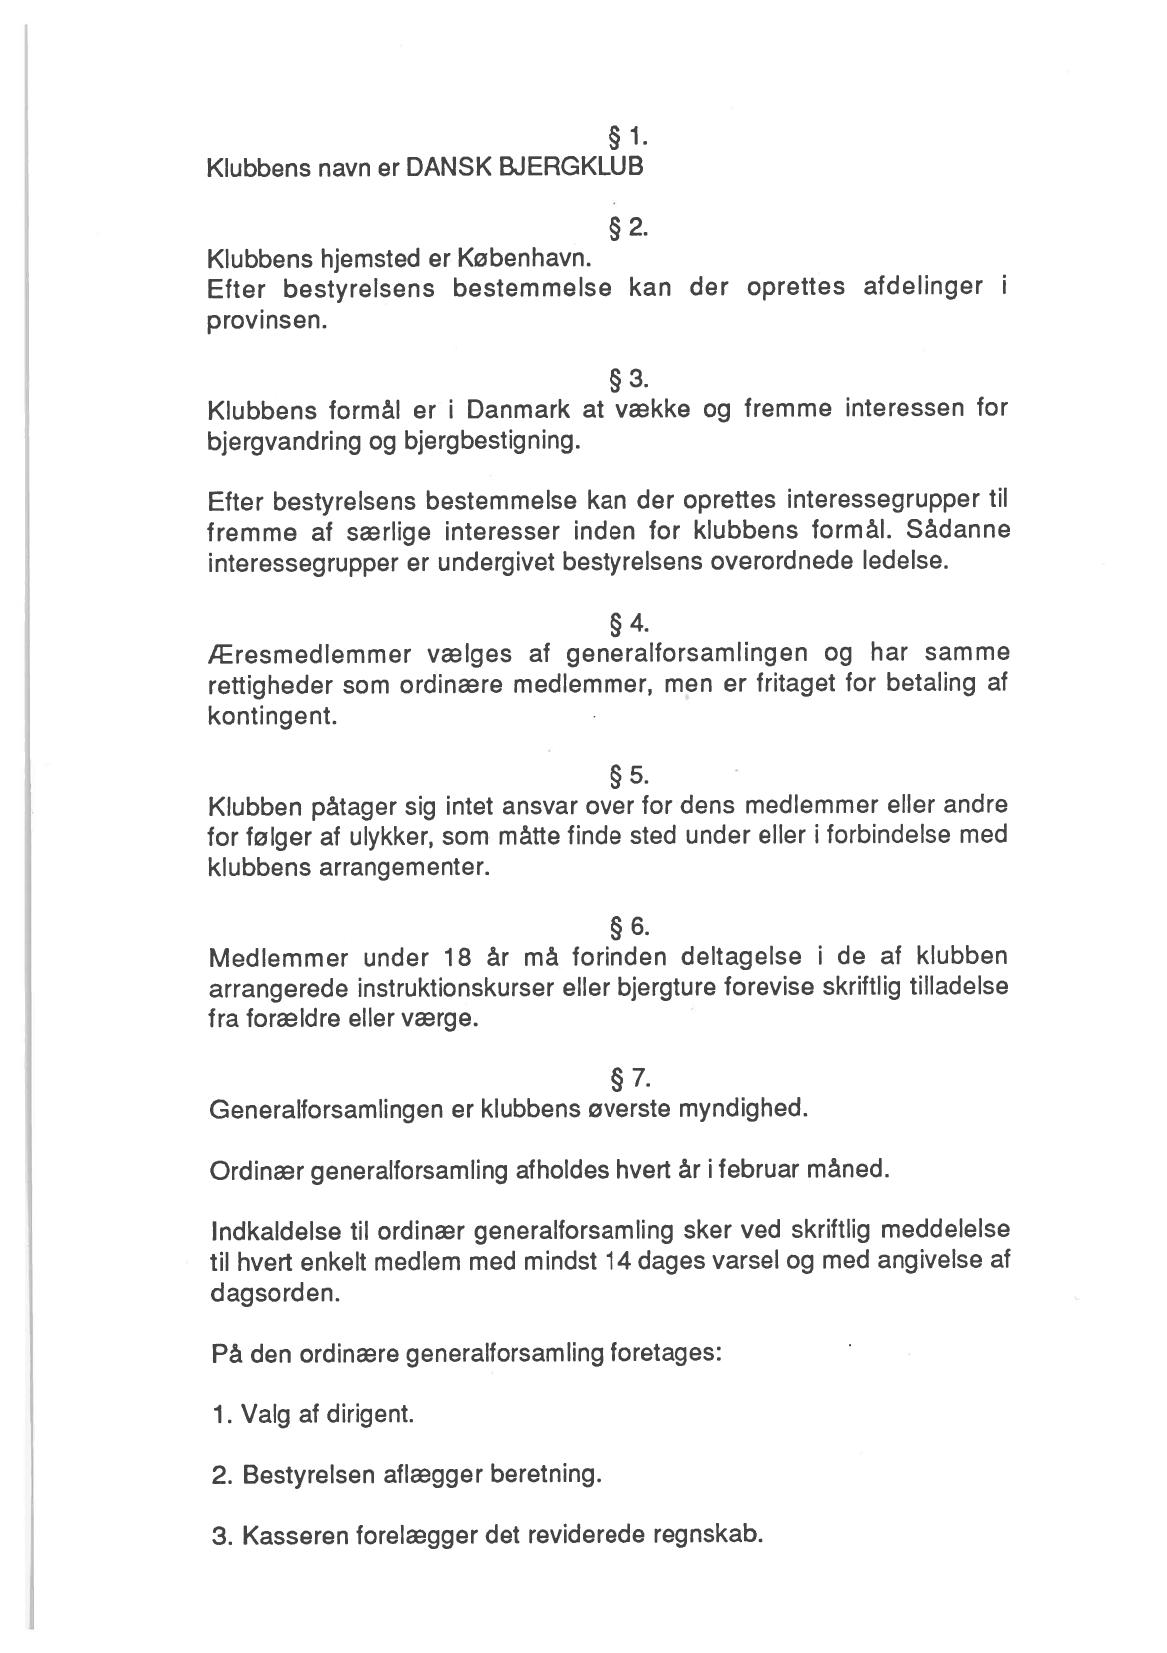 § 1.
Klubbens navn er DANSK BJERGKLUB
§ 2.
Klubbens hjemsted er København.
Efter bestyrelsens bestemmelse kan der oprettes afdelinger i
provinsen.
§ 3.
Klubbens formål er i Danmark at vække og fremme interessen for
bjergvandring og bjergbestigning.
Efter bestyrelsens bestemmelse kan der oprettes interessegrupper til
fremme af særlige interesser inden for klubbens formål. Sådanne
interessegrupper er undergivet bestyrelsens overordnede ledelse.
§ 4.
Æresmedlemmer vælges af generalforsamlingen og har samme
rettigheder som ordinære medlemmer, men er fritaget for betaling af
kontingent.
§ 5.
Klubben påtager sig intet ansvar over for dens medlemmer eller andre
for følger af ulykker, som måtte finde sted under eller i forbindelse med
klubbens arrangementer.
§ 6.
Medlemmer under 18 år må forinden deltagelse i de af klubben
arrangerede instruktionskurser eller bjergture forevise skriftlig tilladelse
fra forældre eller værge.
§ 7.
Generalforsamlingen er klubbens øverste myndighed.
Ordinær generalforsamling afholdes hvert år i februar måned.
Indkaldelse til ordinær generalforsamling sker ved skriftlig meddelelse
til hvert enkelt medlem med mindst 14 dages varsel og med angivelse af
dagsorden.
På den ordinære generalforsamling foretages:
1. Valg af dirigent.
2. Bestyrelsen aflægger beretning.
3. Kasseren forelægger det reviderede regnskab.